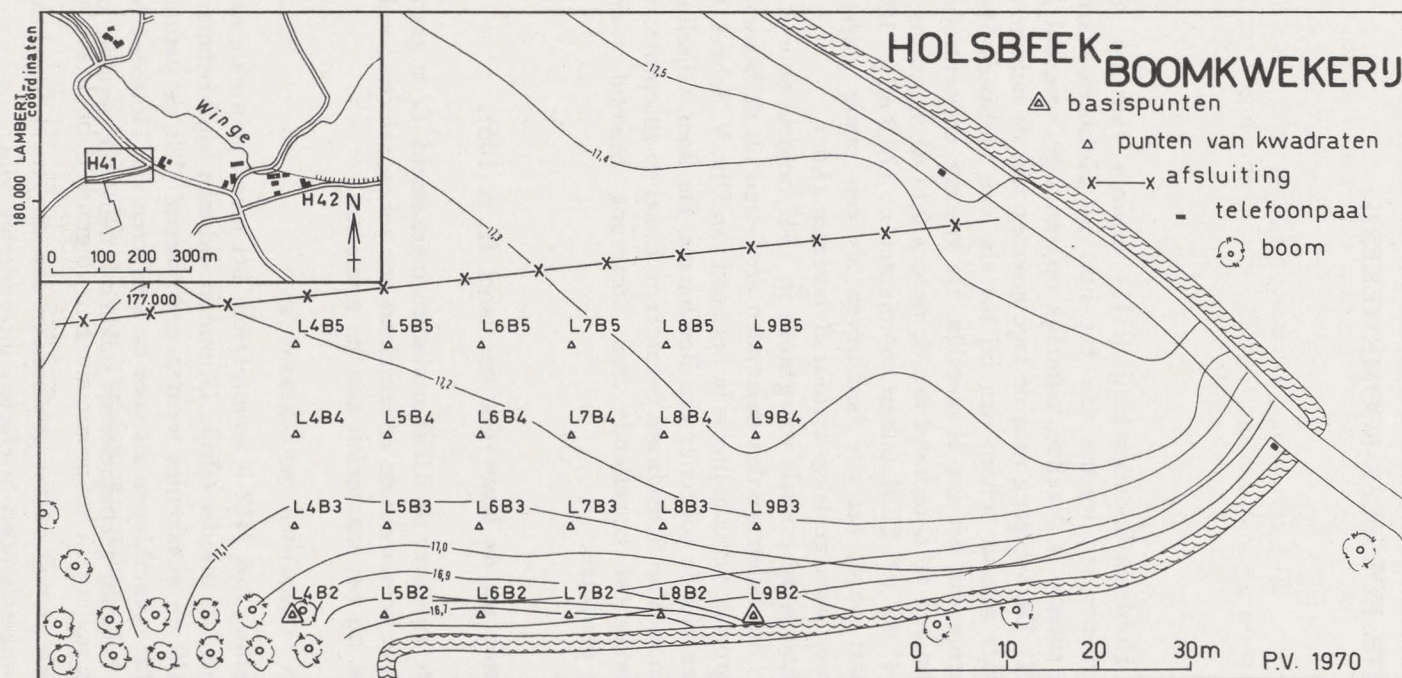 HOLSBEEK-
BOOMKWEKERIJ
basispunten
punten van kwadraten
afsluiting
telefoonpaal
boom
180.000 LAMBERT-
coördinaten
Winge
H41
H42
N
0 100 200 300m
177.000
17,5
17,4
17,3
L4B5 L5B5 L6B5 L7B5 L8B5 L9B5
17,2
L4B4 L5B4 L6B4 L7B4 L8B4 L9B4
L4B3 L5B3 L6B3 L7B3 L8B3 L9B3
17,1
17,0
16,9
L4B2 L5B2 L6B2 L7B2 L8B2 L9B2
16,7
0 10 20 30m
P.V. 1970